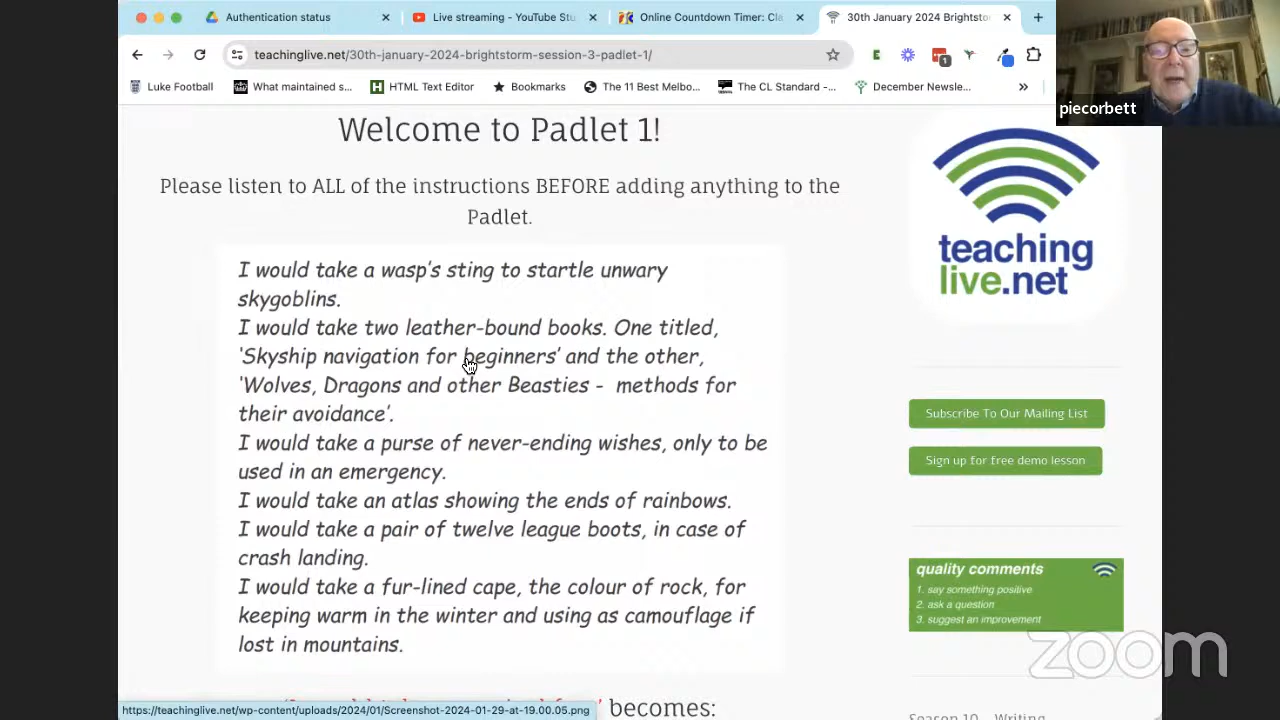 Authentication status
Live streaming - YouTube Stu
Online Countdown Timer: Cla
30th January 2024 Brightsto
teachinglive.net/30th-january-2024-brightstorm-session-3-padlet-1/
1
Luke Football
What maintained s...
HTML Text Editor
Bookmarks
The 11 Best Melbo...
The CL Standard -...
December Newsle...
piecorbett
Welcome to Padlet 1!
Please listen to ALL of the instructions BEFORE adding anything to the
Padlet.
I would take a wasp's sting to startle unwary
skygoblins.
I would take two leather-bound books. One titled,
'Skyship navigation for beginners' and the other,
'Wolves, Dragons and other Beasties - methods for
their avoidance'.
I would take a purse of never-ending wishes, only to be
used in an emergency.
I would take an atlas showing the ends of rainbows.
I would take a pair of twelve league boots, in case of
crash landing.
I would take a fur-lined cape, the colour of rock, for
keeping warm in the winter and using as camouflage if
lost in mountains.
becomes:
https://teachinglive.net/wp-content/uploads/2024/01/Screenshot-2024-01-29-at-19.00.05.png
teaching
live.net
Subscribe To Our Mailing List
Sign up for free demo lesson
quality comments
1. say something positive
2. ask a question
3. suggest an improvement
zoom
Season 10 - Writing